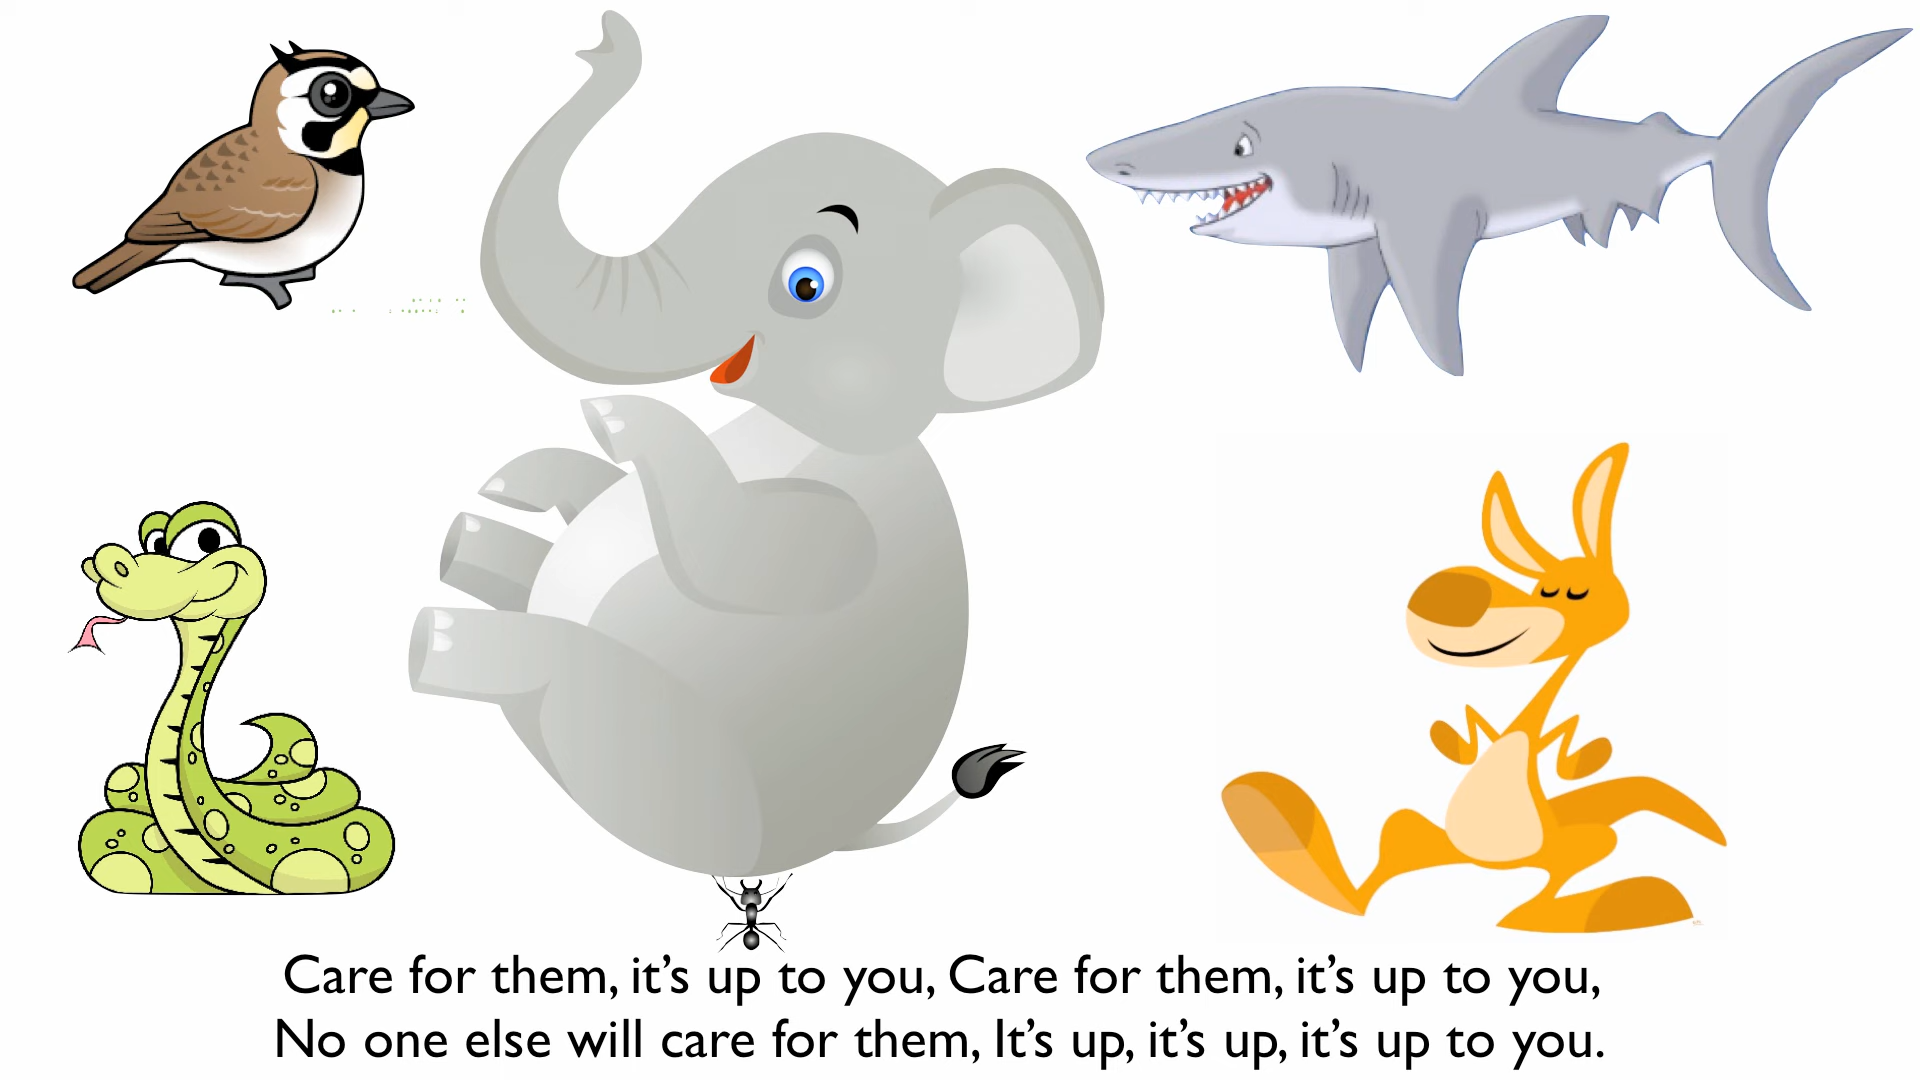 Care for them, it’s up to you, Care for them, it’s up to you,
No one else will care for them, It’s up, it’s up, it’s up to you.